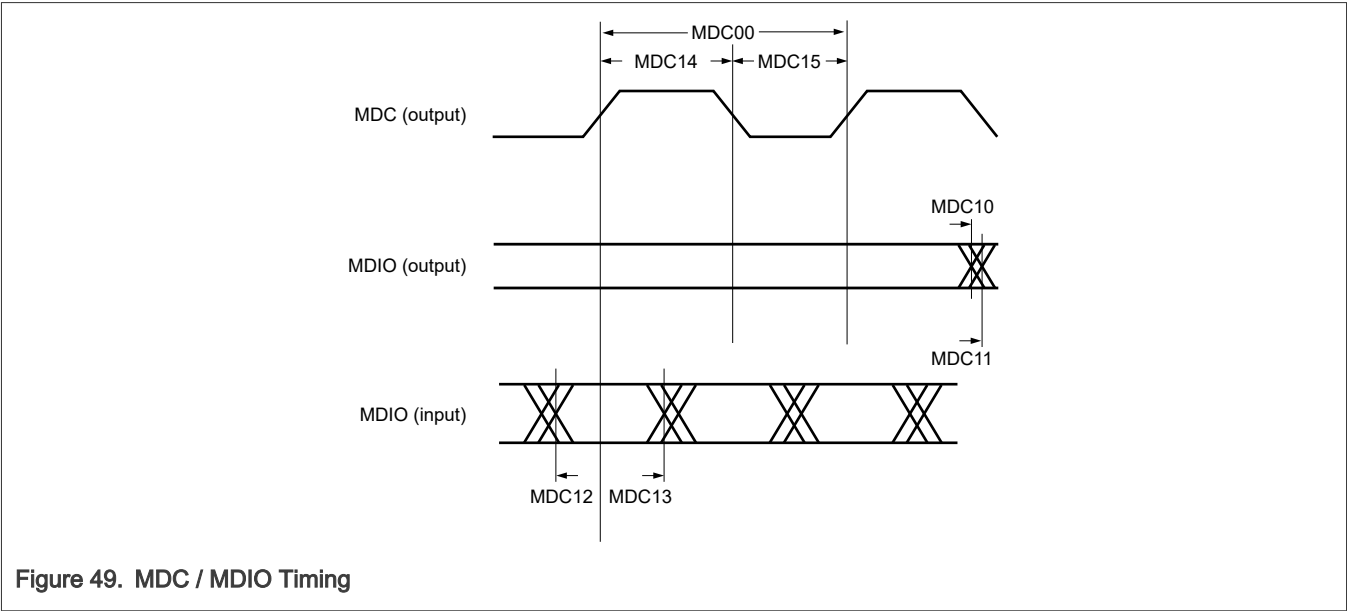 MDC00
MDC14 MDC15
MDC (output)
MDC10
MDIO (output)
MDC11
MDIO (input)
MDC12 MDC13
Figure 49. MDC / MDIO Timing